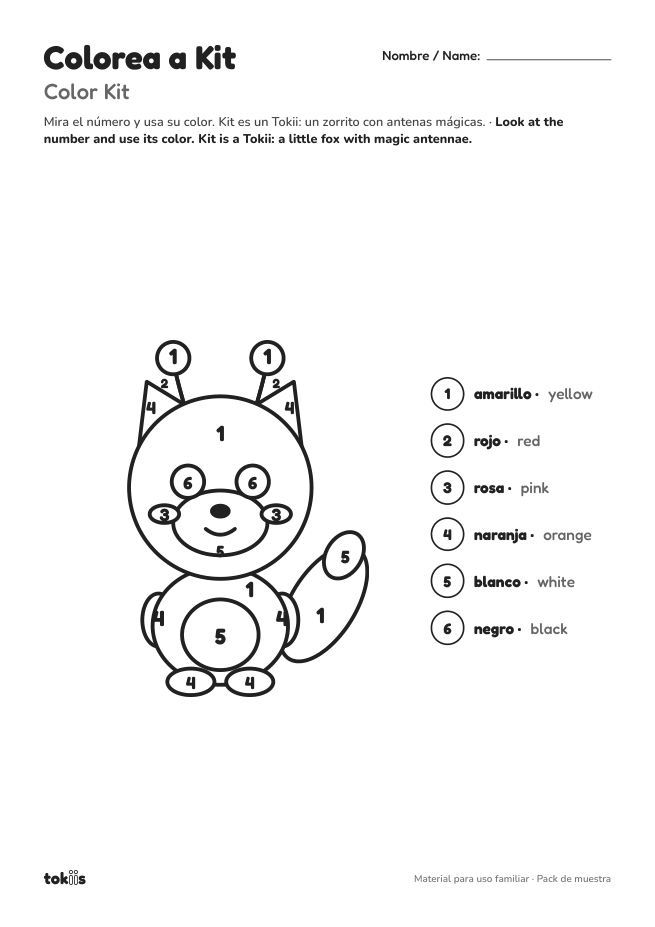 Colorea a Kit
Nombre / Name:
Color Kit
Mira el número y usa su color. Kit es un Tokii: un zorrito con antenas mágicas. · Look at the
number and use its color. Kit is a Tokii: a little fox with magic antennae.
1 1
2 2
4 4
1
6 6
3 3
5
5
1
4 4 1
5
4 4
1 amarillo · yellow
2 rojo · red
3 rosa · pink
4 naranja · orange
5 blanco · white
6 negro · black
tokiis
Material para uso familiar · Pack de muestra